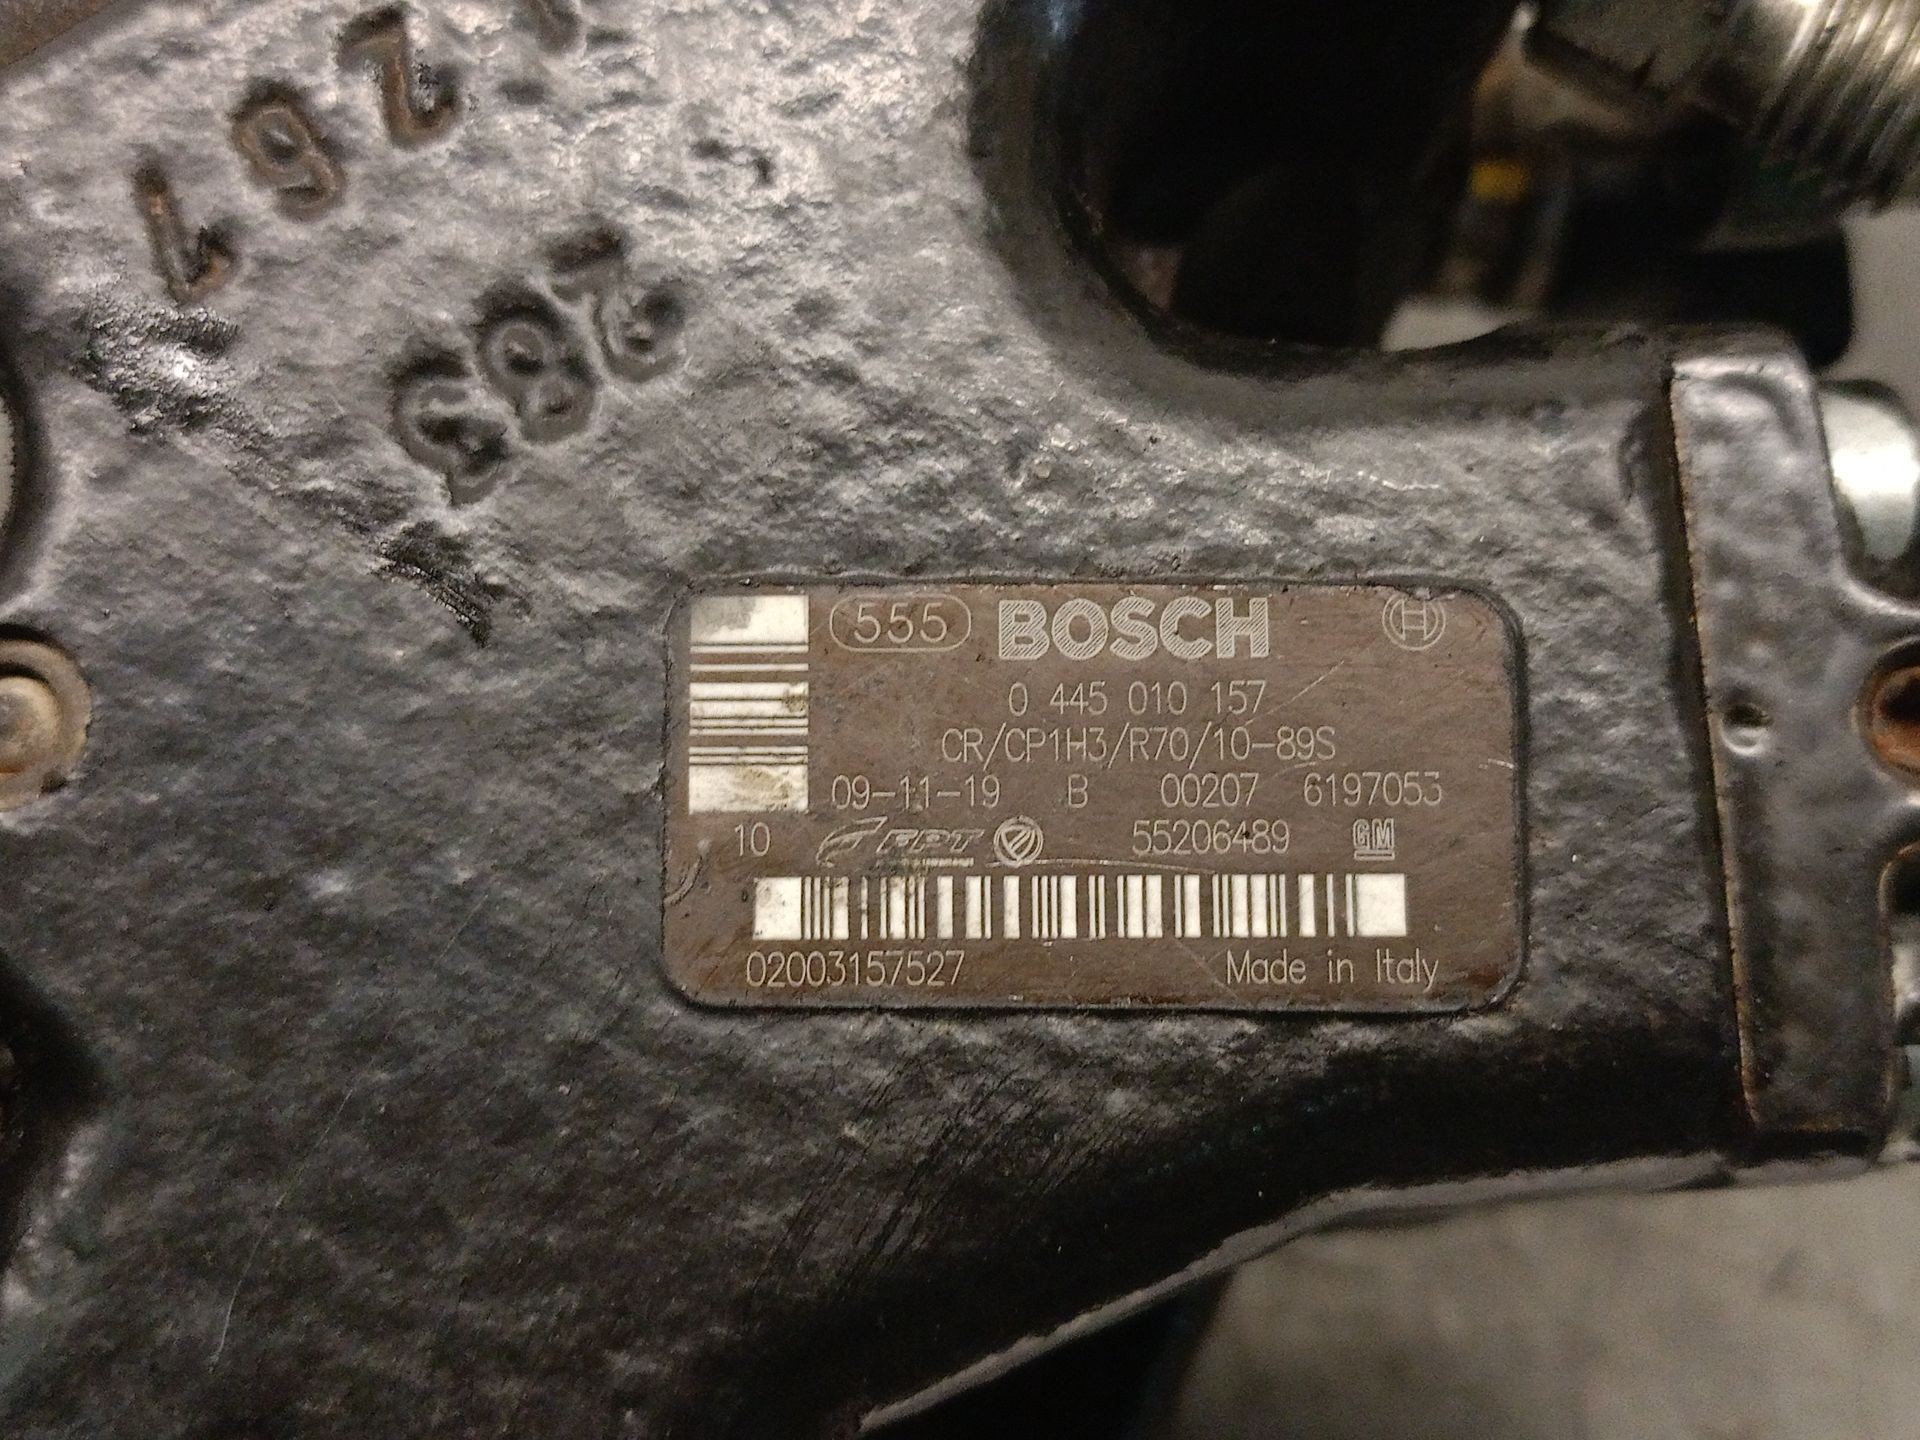 555 BOSCH H
0 445 010 157
CR/CP1H3/R70/10-89S
09-11-19 B 00207 6197053
10 FPT 55206489 GM
02003157527 Made in Italy